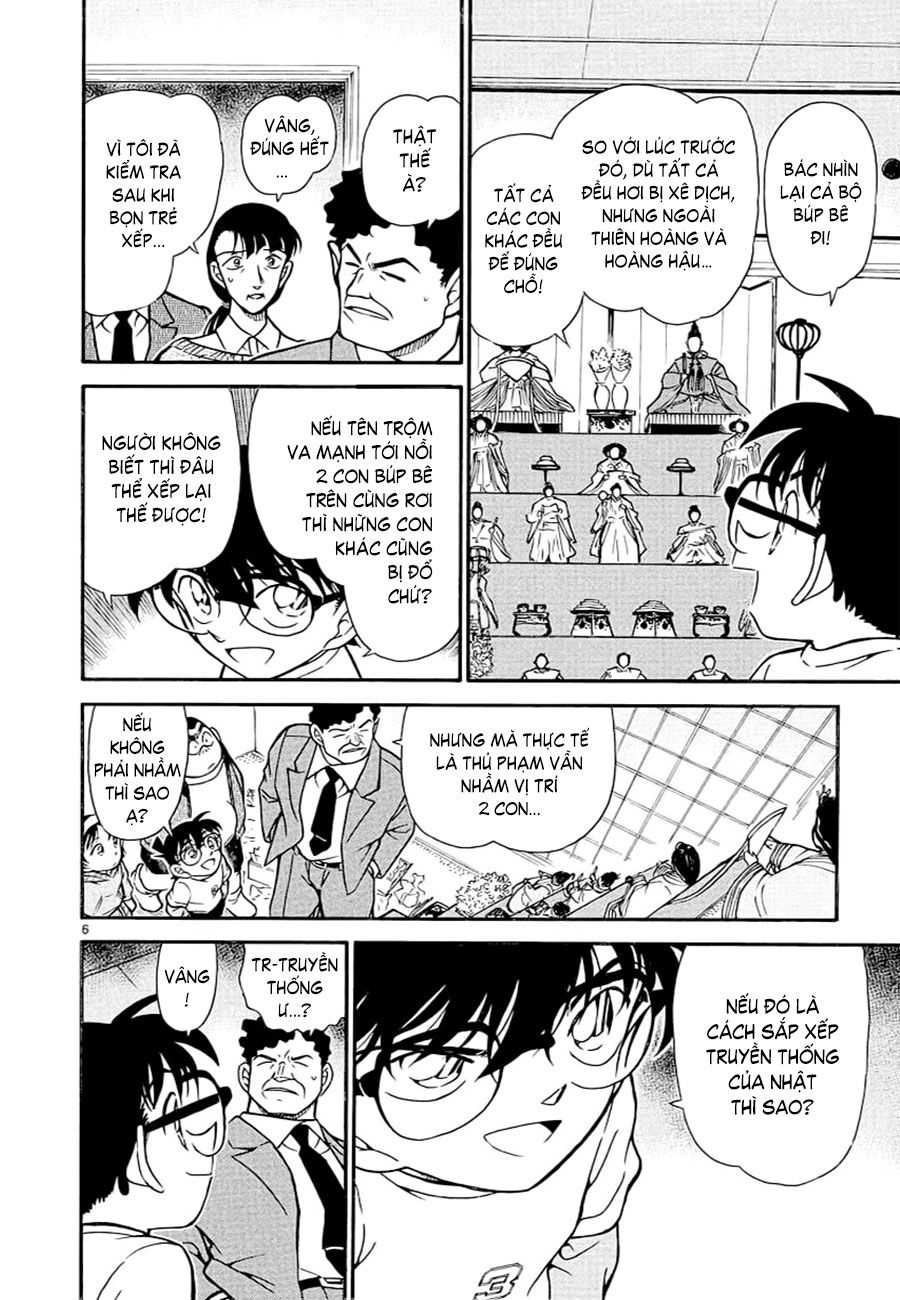 BÁC NHÌN
LẠI CẢ BỘ
BÚP BÊ
ĐI!
SO VỚI LÚC TRƯỚC
ĐÓ, DÙ TẤT CẢ
ĐỀU HƠI BỊ XÊ DỊCH,
NHƯNG NGOÀI
THIÊN HOÀNG VÀ
HOÀNG HẬU...
TẤT CẢ
CÁC CON
KHÁC ĐỀU
ĐỂ ĐÚNG
CHỖ!
THẬT
THẾ
À?
VÂNG,
ĐÚNG HẾT
...
VÌ TÔI ĐÀ
KIỂM TRA
SAU KHI
BỌN TRẺ
XẾP...
NẾU TÊN TRỘM
VA MẠNH TỚI NỖI
2 CON BÚP BÊ
TRÊN CÙNG RƠI
THÌ NHỮNG CON
KHÁC CŨNG
BỊ ĐỔ
CHỨ?
NGƯỜI KHÔNG
BIẾT THÌ ĐÂU
THỂ XẾP LẠI
THẾ ĐƯỢC!
NHƯNG MÀ THỰC TẾ
LÀ THỦ PHẠM VẪN
NHẦM VỊ TRÍ
2 CON...
NẾU
KHÔNG
PHẢI NHẦM
THÌ SAO
Ạ?
6
NẾU ĐÓ LÀ
CÁCH SẮP XẾP
TRUYỀN THỐNG
CỦA NHẬT
THÌ SAO?
TR-TRUYỀN
THỐNG
Ư...?
VÂNG
!
3